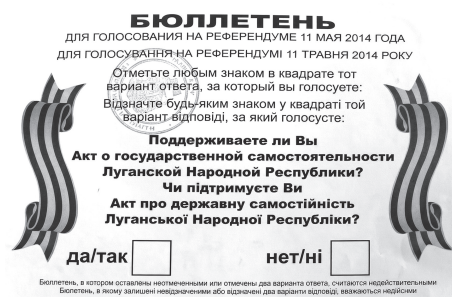 БЮЛЛЕТЕНЬ
ДЛЯ ГОЛОСОВАНИЯ НА РЕФЕРЕНДУМЕ 11 МАЯ 2014 ГОДА
ДЛЯ ГОЛОСУВАННЯ НА РЕФЕРЕНДУМІ 11 ТРАВНЯ 2014 РОКУ
Отметьте любым знаком в квадрате тот
вариант ответа, за который вы голосуете:
Відзначте будь-яким знаком у квадраті той
варіант відповіді, за який голосуєте:
Поддерживаете ли Вы
Акт о государственной самостоятельности
Луганской Народной Республики?
Чи підтримуєте Ви
Акт про державну самостійність
Луганської Народної Республіки?
да/так нет/ні
Бюллетень, в котором оставлены неотмеченными или отмечены два варианта ответа, считаются недействительными
Бюлетень, в якому залишені невідзначеними або відзначені два варіанти відповіді, вважаються недійсними